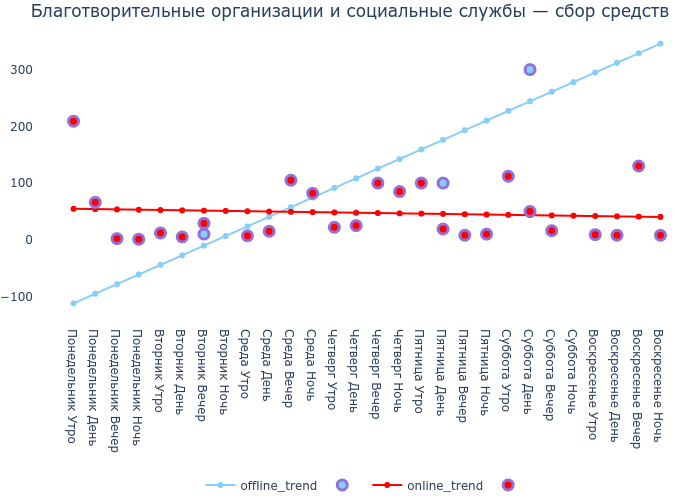 Благотворительные организации и социальные службы — сбор средств
300
200
100
0
−100
Понедельник Утро
Понедельник День
Понедельник Вечер
Понедельник Ночь
Вторник Утро
Вторник День
Вторник Вечер
Вторник Ночь
Среда Утро
Среда День
Среда Вечер
Среда Ночь
Четверг Утро
Четверг День
Четверг Вечер
Четверг Ночь
Пятница Утро
Пятница День
Пятница Вечер
Пятница Ночь
Суббота Утро
Суббота День
Суббота Вечер
Суббота Ночь
Воскресенье Утро
Воскресенье День
Воскресенье Вечер
Воскресенье Ночь
offline_trend online_trend